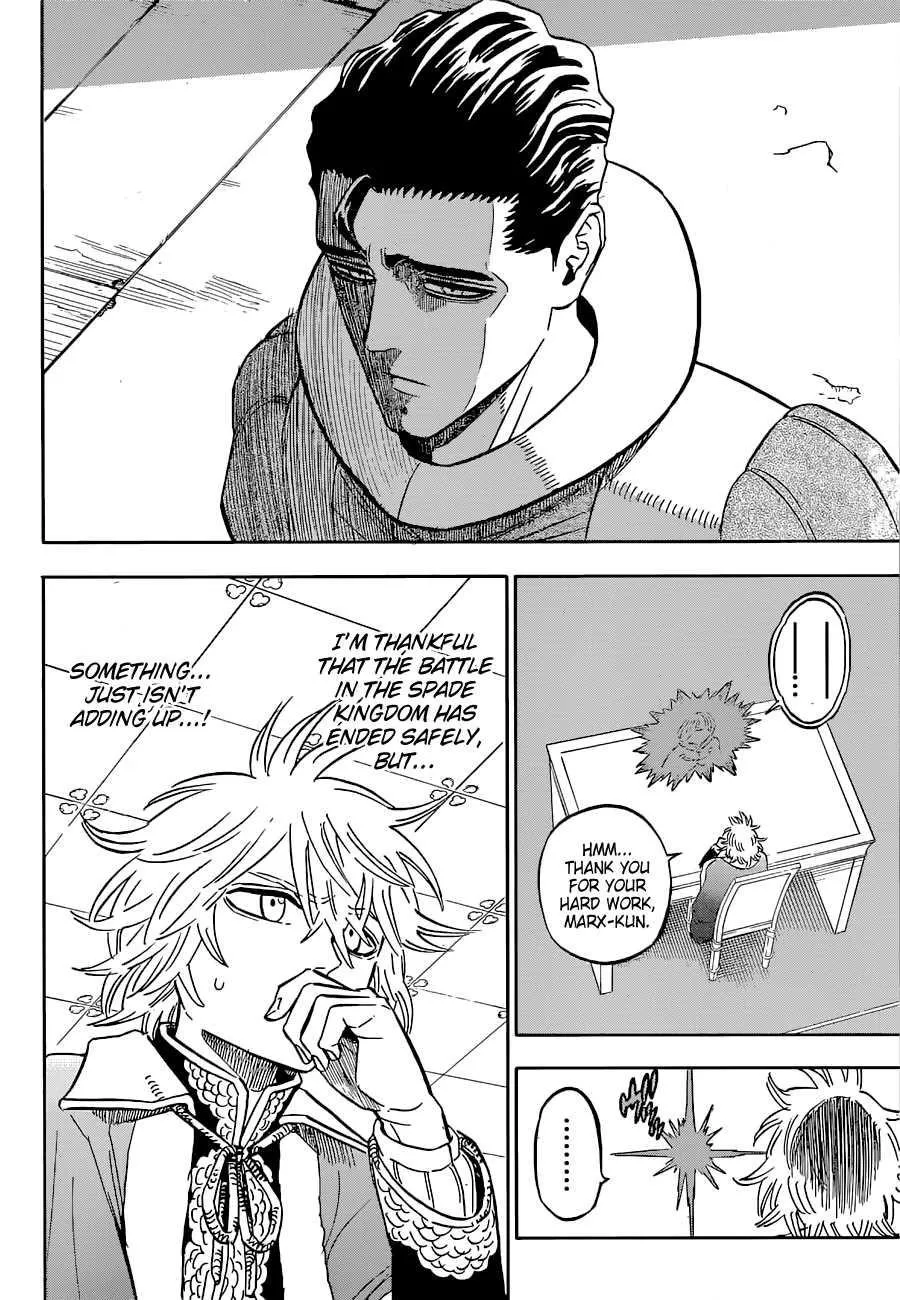 !......
HMM...
THANK YOU
FOR YOUR
HARD WORK,
MARX-KUN.
........
I'M THANKFUL
THAT THE BATTLE
IN THE SPADE
KINGDOM HAS
ENDED SAFELY,
BUT...
SOMETHING...
JUST ISN'T
ADDING UP...!